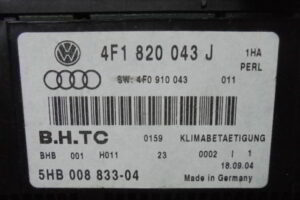 4F1 820 043 J 1HA
PERL
SW: 4F0 910 043 011
B.H.TC 0159 KLIMABETAETIGUNG
BHB 001 H011 23 0002 / 1
18.09.04
5HB 008 833-04 Made in Germany